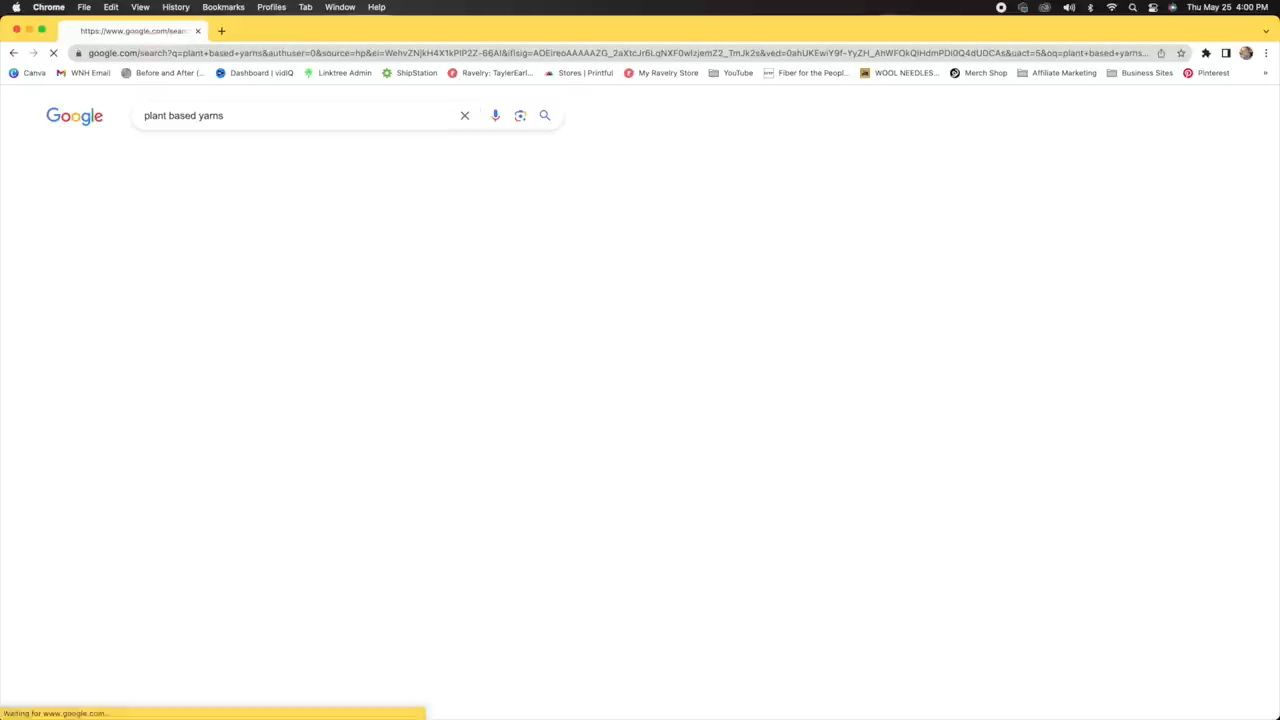 Chrome File Edit View History Bookmarks Profiles Tab Window Help Thu May 25 4:00 PM
https://www.google.com/searc
google.com/search?q=plant+based+yarns&authuser=0&source=hp&ei=
Canva WNH Email Before and After (... Dashboard | vidIQ Linktree Admin ShipStation Ravelry: TaylerEarl... Stores | Printful My Ravelry Store YouTube Fiber for the Peopl... WOOL NEEDLES... Merch Shop Affiliate Marketing Business Sites Pinterest »
Google plant based yarns
Waiting for www.google.com...